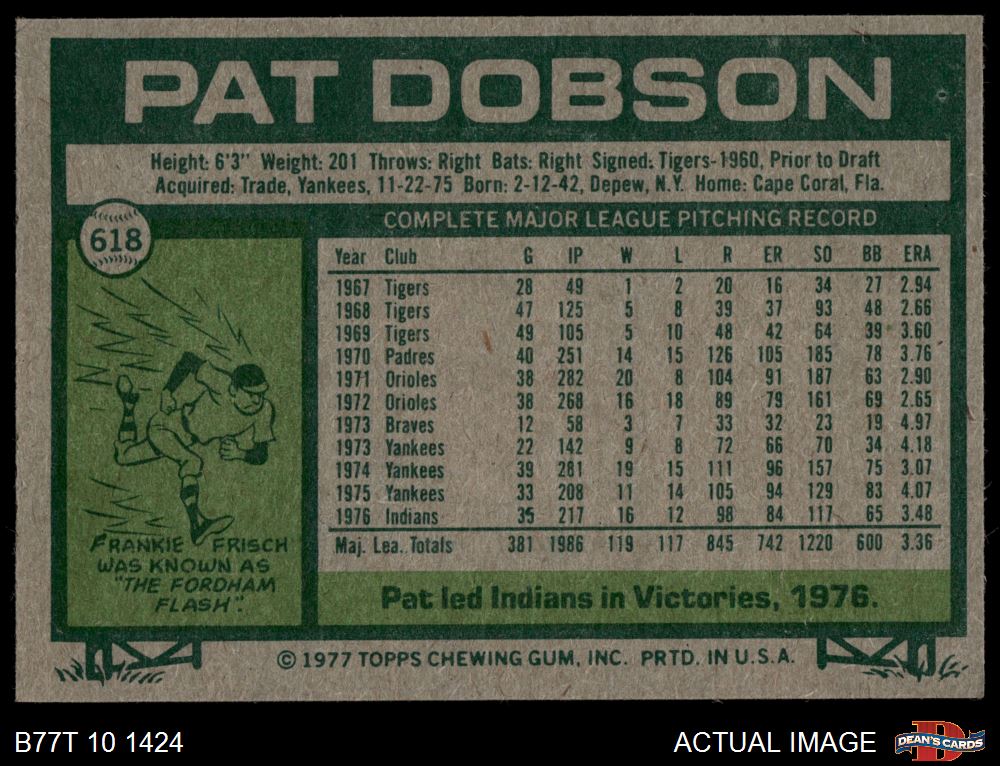 PAT DOBSON
Height: 6'3" Weight: 201 Throws: Right Bats: Right Signed: Tigers-1960, Prior to Draft
Acquired: Trade, Yankees, 11-22-75 Born: 2-12-42, Depew, N.Y. Home: Cape Coral, Fla.
618
COMPLETE MAJOR LEAGUE PITCHING RECORD
Year Club G IP W L R ER SO BB ERA
1967 Tigers 28 49 1 2 20 16 34 27 2.94
1968 Tigers 47 125 5 8 39 37 93 48 2.66
1969 Tigers 49 105 5 10 48 42 64 39 3.60
1970 Padres 40 251 14 15 126 105 185 78 3.76
1971 Orioles 38 282 20 8 104 91 187 63 2.90
1972 Orioles 38 268 16 18 89 79 161 69 2.65
1973 Braves 12 58 3 7 33 32 23 19 4.97
1973 Yankees 22 142 9 8 72 66 70 34 4.18
1974 Yankees 39 281 19 15 111 96 157 75 3.07
1975 Yankees 33 208 11 14 105 94 129 83 4.07
1976 Indians 35 217 16 12 98 84 117 65 3.48
Maj. Lea. Totals 381 1986 119 117 845 742 1220 600 3.36
FRANKIE FRISCH
WAS KNOWN AS
"THE FORDHAM
FLASH".
Pat led Indians in Victories, 1976.
© 1977 TOPPS CHEWING GUM, INC. PRTD. IN U.S.A.
B77T 10 1424
ACTUAL IMAGE
DEAN'S CARDS